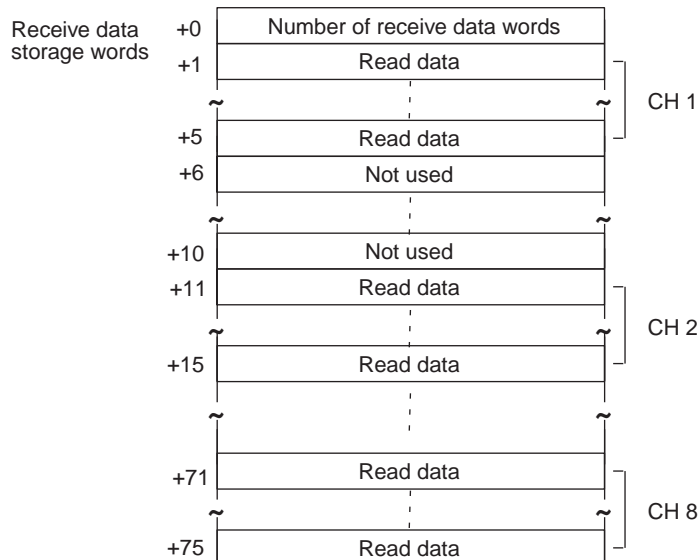 Receive data
storage words
+0 Number of receive data words
+1 Read data
CH 1
+5 Read data
+6 Not used
+10 Not used
+11 Read data
CH 2
+15 Read data
+71 Read data
CH 8
+75 Read data